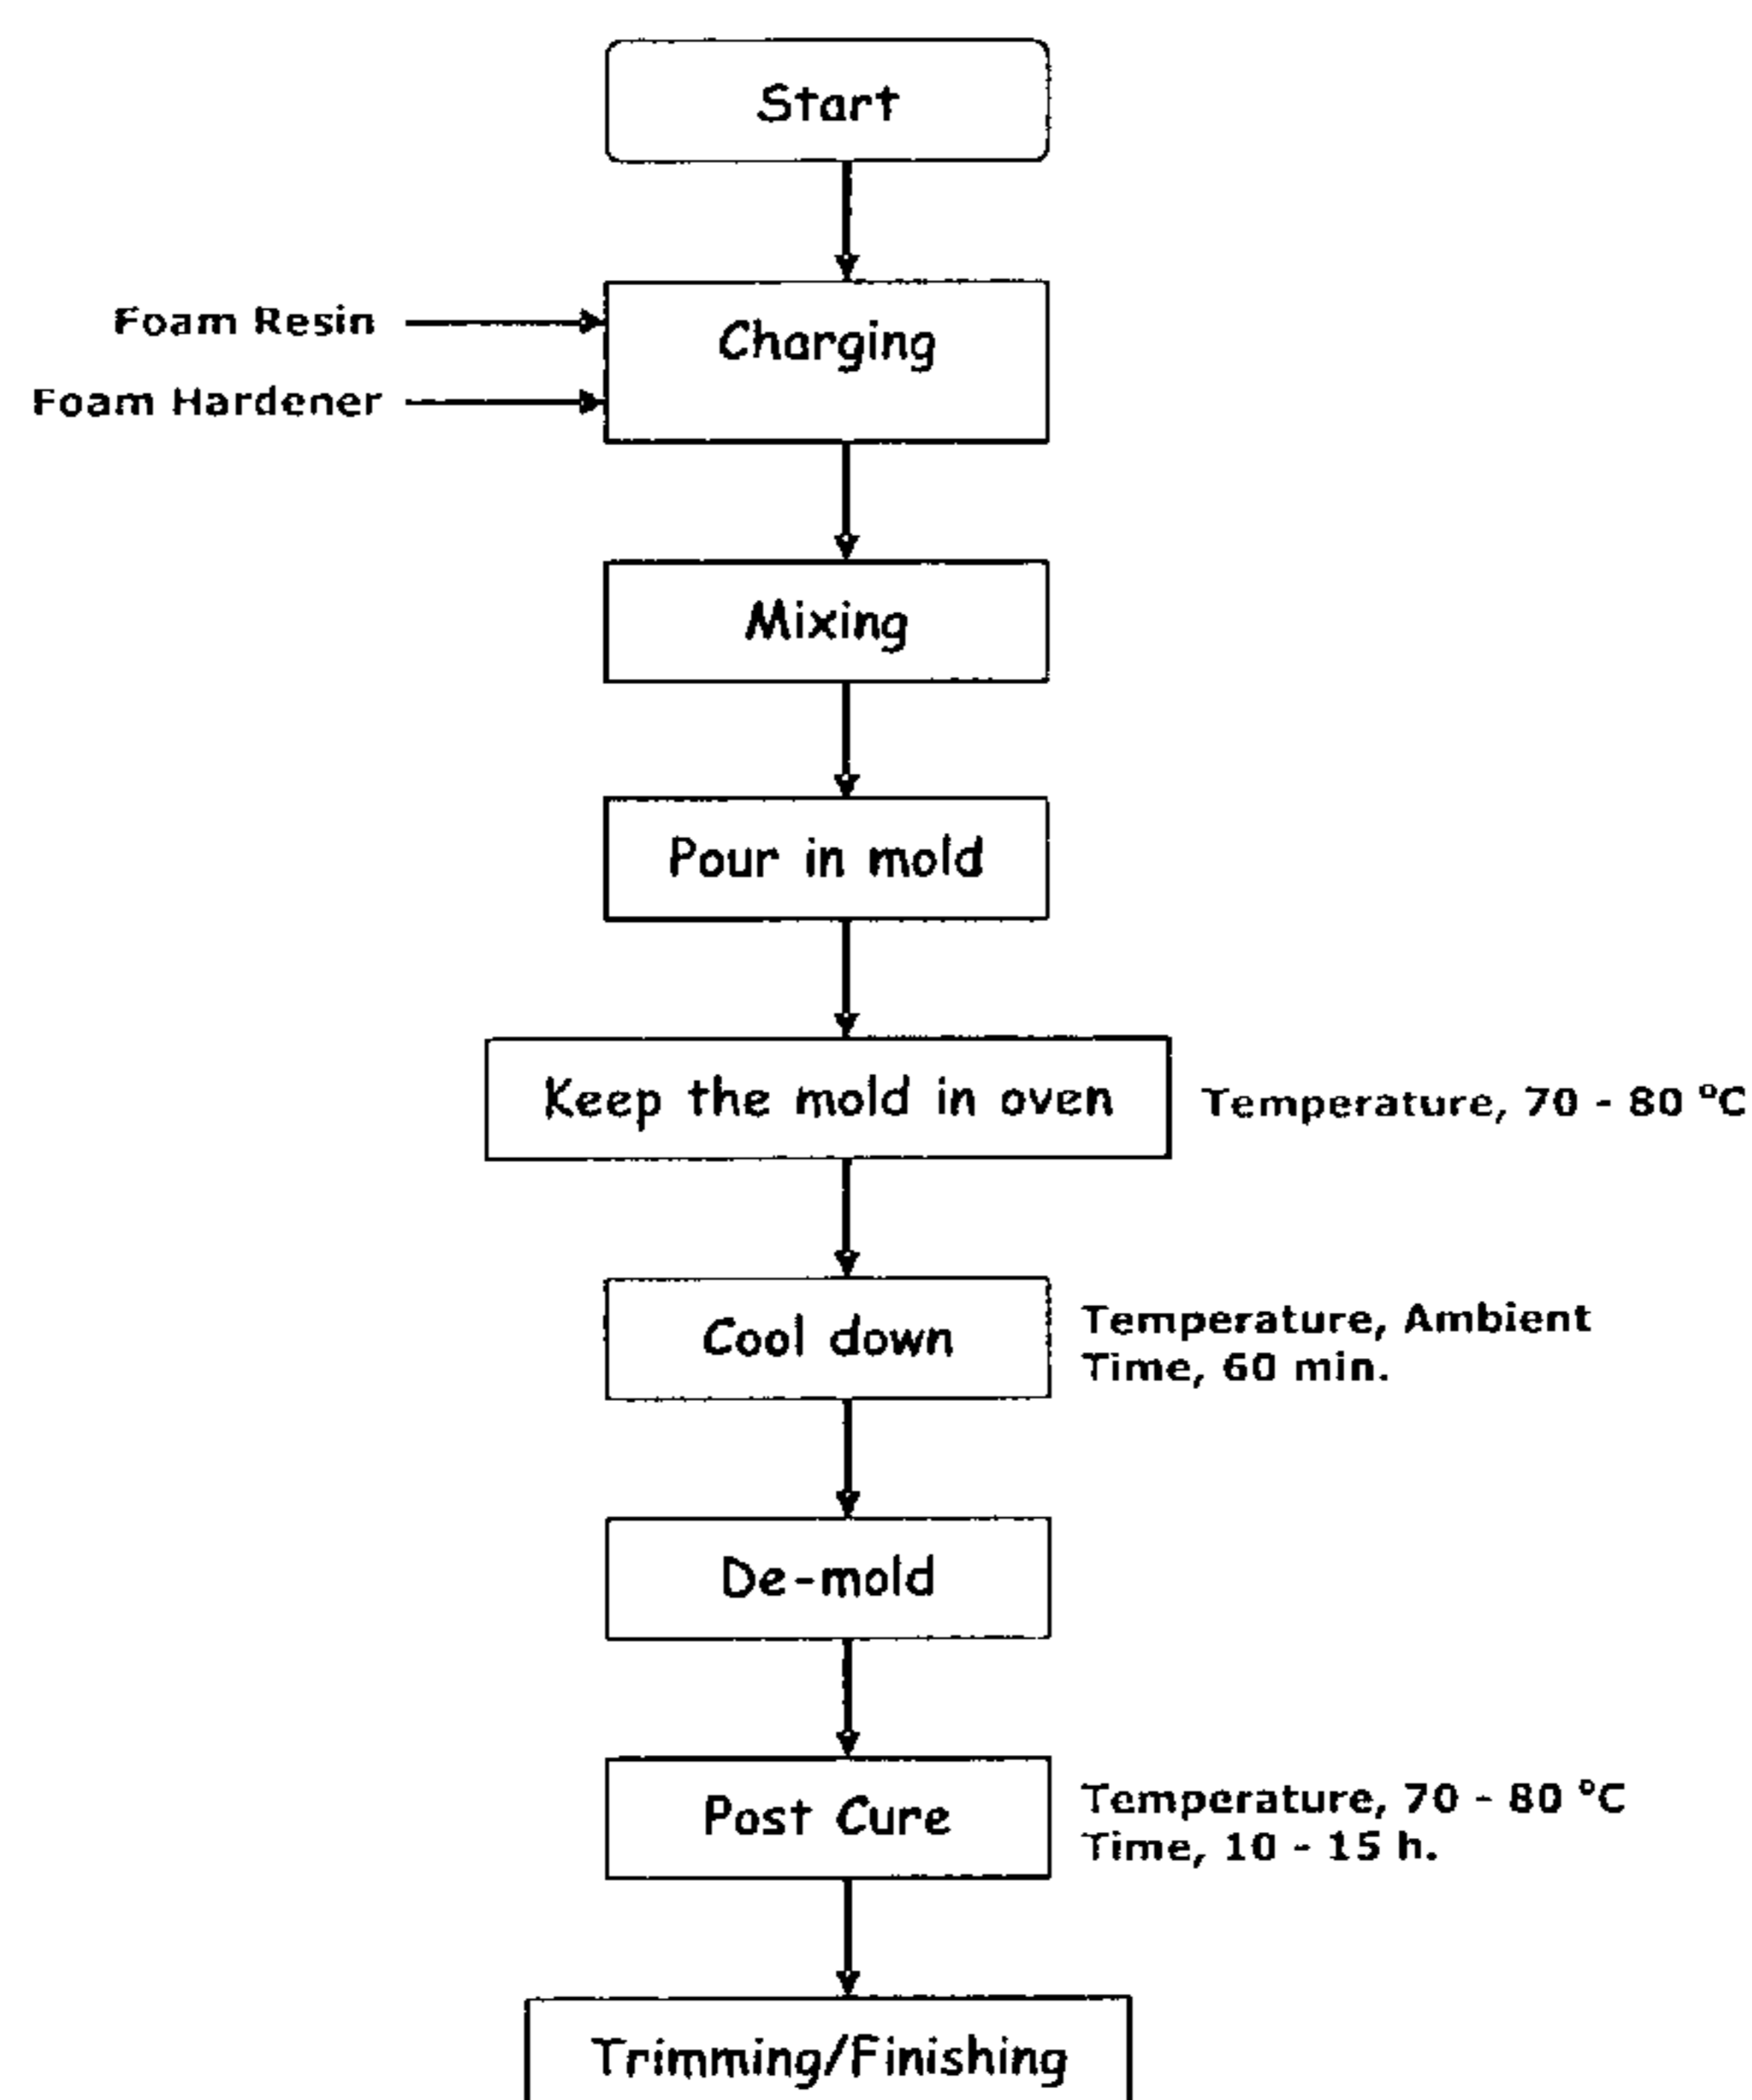 Start
Foam Resin
Charging
Foam Hardener
Mixing
Pour in mold
Keep the mold in oven
Temperature, 70 - 80 °C
Cool down
Temperature, Ambient
Time, 60 min.
De-mold
Post Cure
Temperature, 70 - 80 °C
Time, 10 - 15 h.
Trimming/Finishing